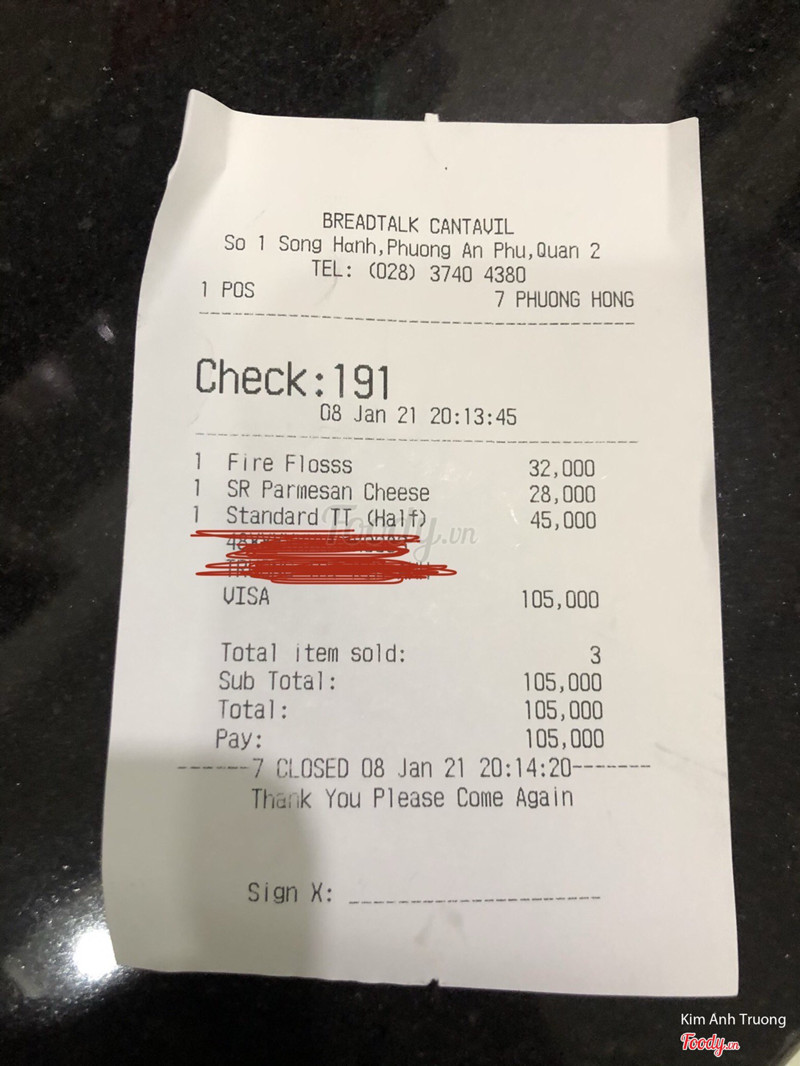 BREADTALK CANTAVIL
So 1 Song Hanh,Phuong An Phu,Quan 2
TEL: (028) 3740 4380
1 POS 7 PHUONG HONG
Check:191
08 Jan 21 20:13:45
1 Fire Flosss 32,000
1 SR Parmesan Cheese 28,000
1 Standard TT (Half) 45,000
VISA 105,000
Total item sold: 3
Sub Total: 105,000
Total: 105,000
Pay: 105,000
------7 CLOSED 08 Jan 21 20:14:20-------
Thank You Please Come Again
Sign X: ____________________
Foody.vn
Kim Anh Truong
Foody.vn